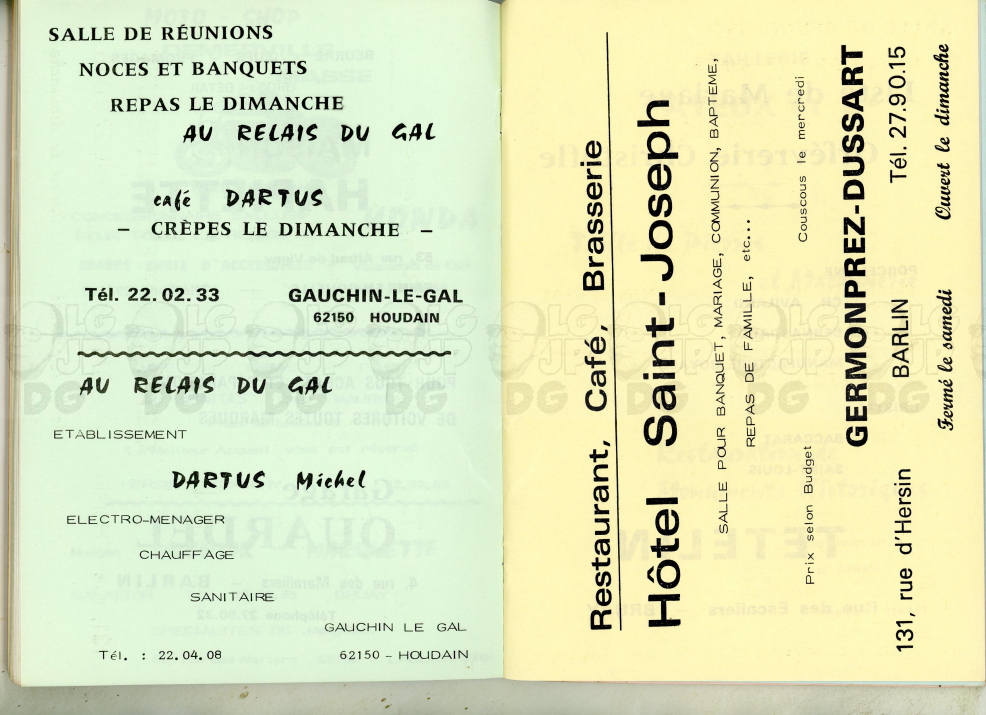 SALLE DE RÉUNIONS
NOCES ET BANQUETS
REPAS LE DIMANCHE
AU RELAIS DU GAL
café DARTUS
– CRÈPES LE DIMANCHE –
Tél. 22.02.33 GAUCHIN-LE-GAL
62150 HOUDAIN
AU RELAIS DU GAL
ETABLISSEMENT
DARTUS Michel
ELECTRO-MENAGER
CHAUFFAGE
SANITAIRE
GAUCHIN LE GAL
Tél. : 22.04.08 62150 – HOUDAIN
Restaurant, Café, Brasserie
Hôtel Saint-Joseph
SALLE POUR BANQUET, MARIAGE, COMMUNION, BAPTEME,
REPAS DE FAMILLE, etc...
Prix selon Budget Couscous le mercredi
GERMONPREZ-DUSSART
131, rue d'Hersin BARLIN Tél. 27.90.15
Fermé le samedi Ouvert le dimanche